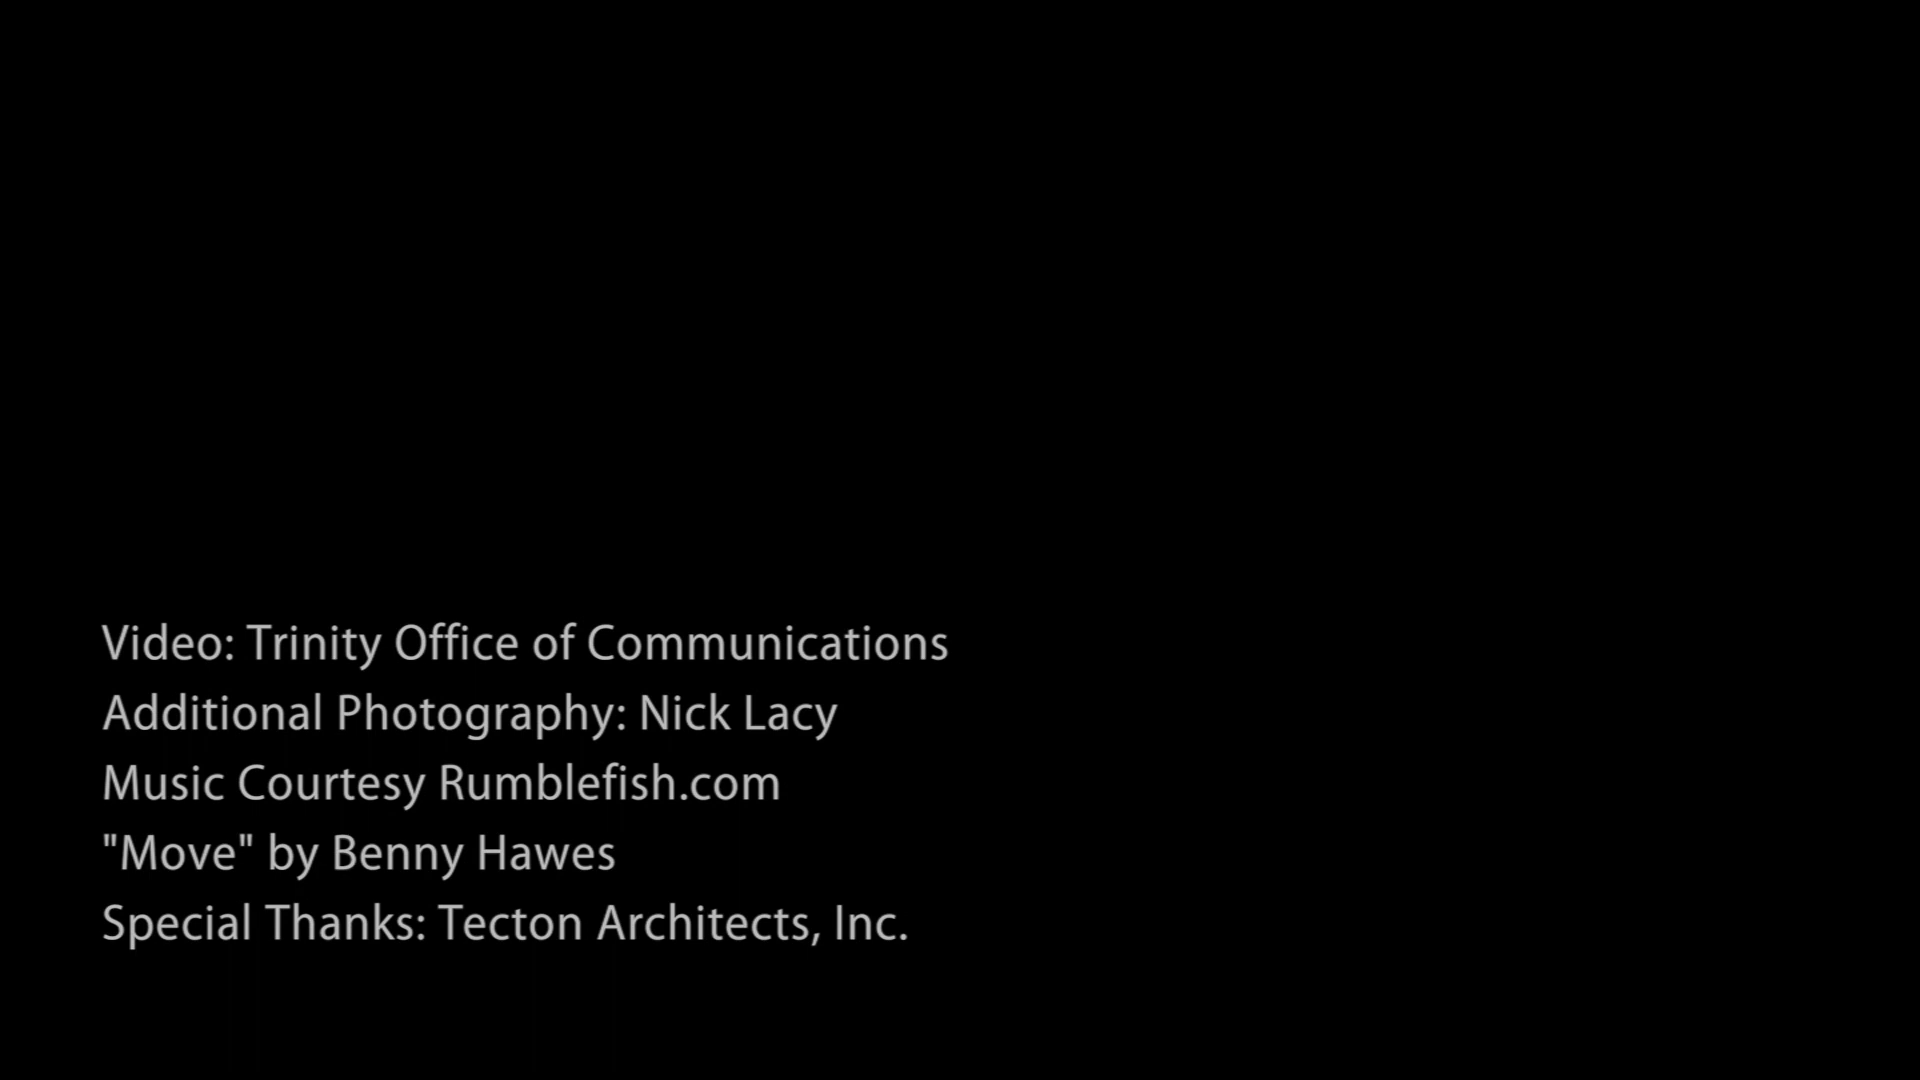 Video: Trinity Office of Communications
Additional Photography: Nick Lacy
Music Courtesy Rumblefish.com
"Move" by Benny Hawes
Special Thanks: Tecton Architects, Inc.